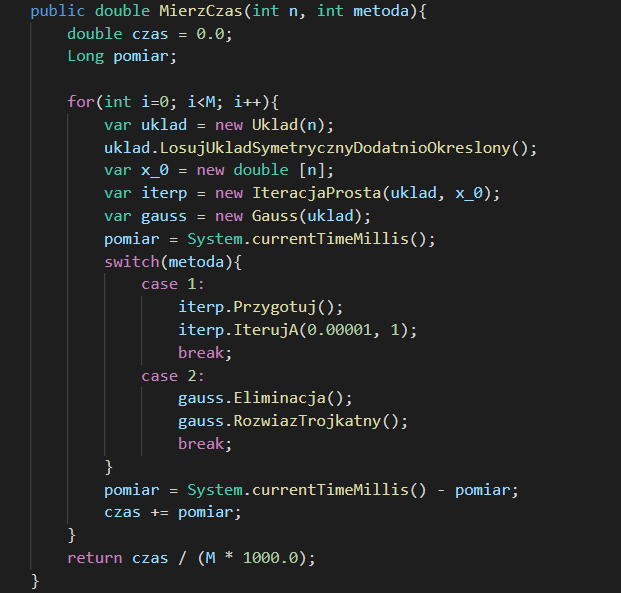 public double MierzCzas(int n, int metoda){
double czas = 0.0;
Long pomiar;
for(int i=0; i<M; i++){
var uklad = new Uklad(n);
uklad.LosujUkladSymetrycznyDodatnioOkreslony();
var x_0 = new double [n];
var iterp = new IteracjaProsta(uklad, x_0);
var gauss = new Gauss(uklad);
pomiar = System.currentTimeMillis();
switch(metoda){
case 1:
iterp.Przygotuj();
iterp.IterujA(0.00001, 1);
break;
case 2:
gauss.Eliminacja();
gauss.RozwiazTrojkatny();
break;
}
pomiar = System.currentTimeMillis() - pomiar;
czas += pomiar;
}
return czas / (M * 1000.0);
}